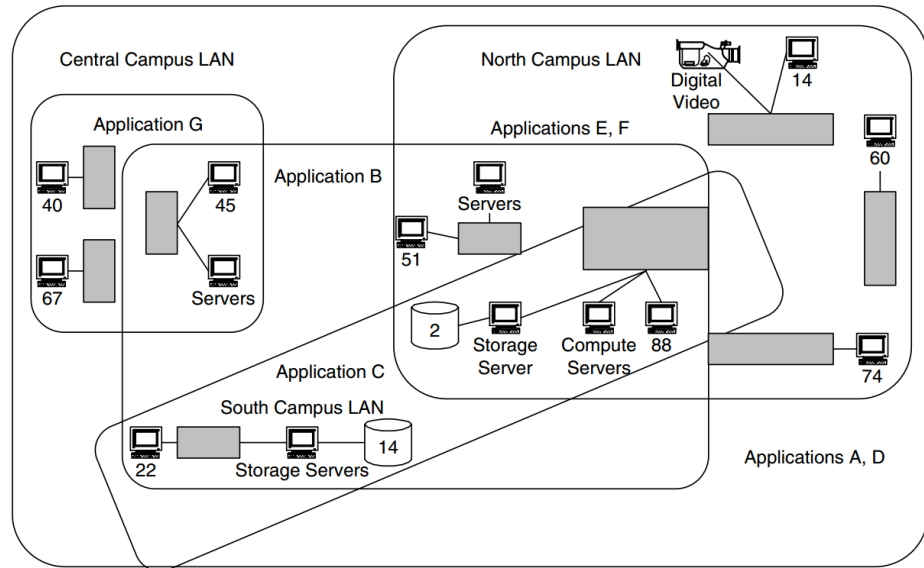 Central Campus LAN
North Campus LAN
Digital
Video
14
Application G
Applications E, F
60
40
45
Application B
Servers
51
67
Servers
2
Storage
Server
Compute
Servers
88
74
Application C
South Campus LAN
22
Storage Servers
14
Applications A, D